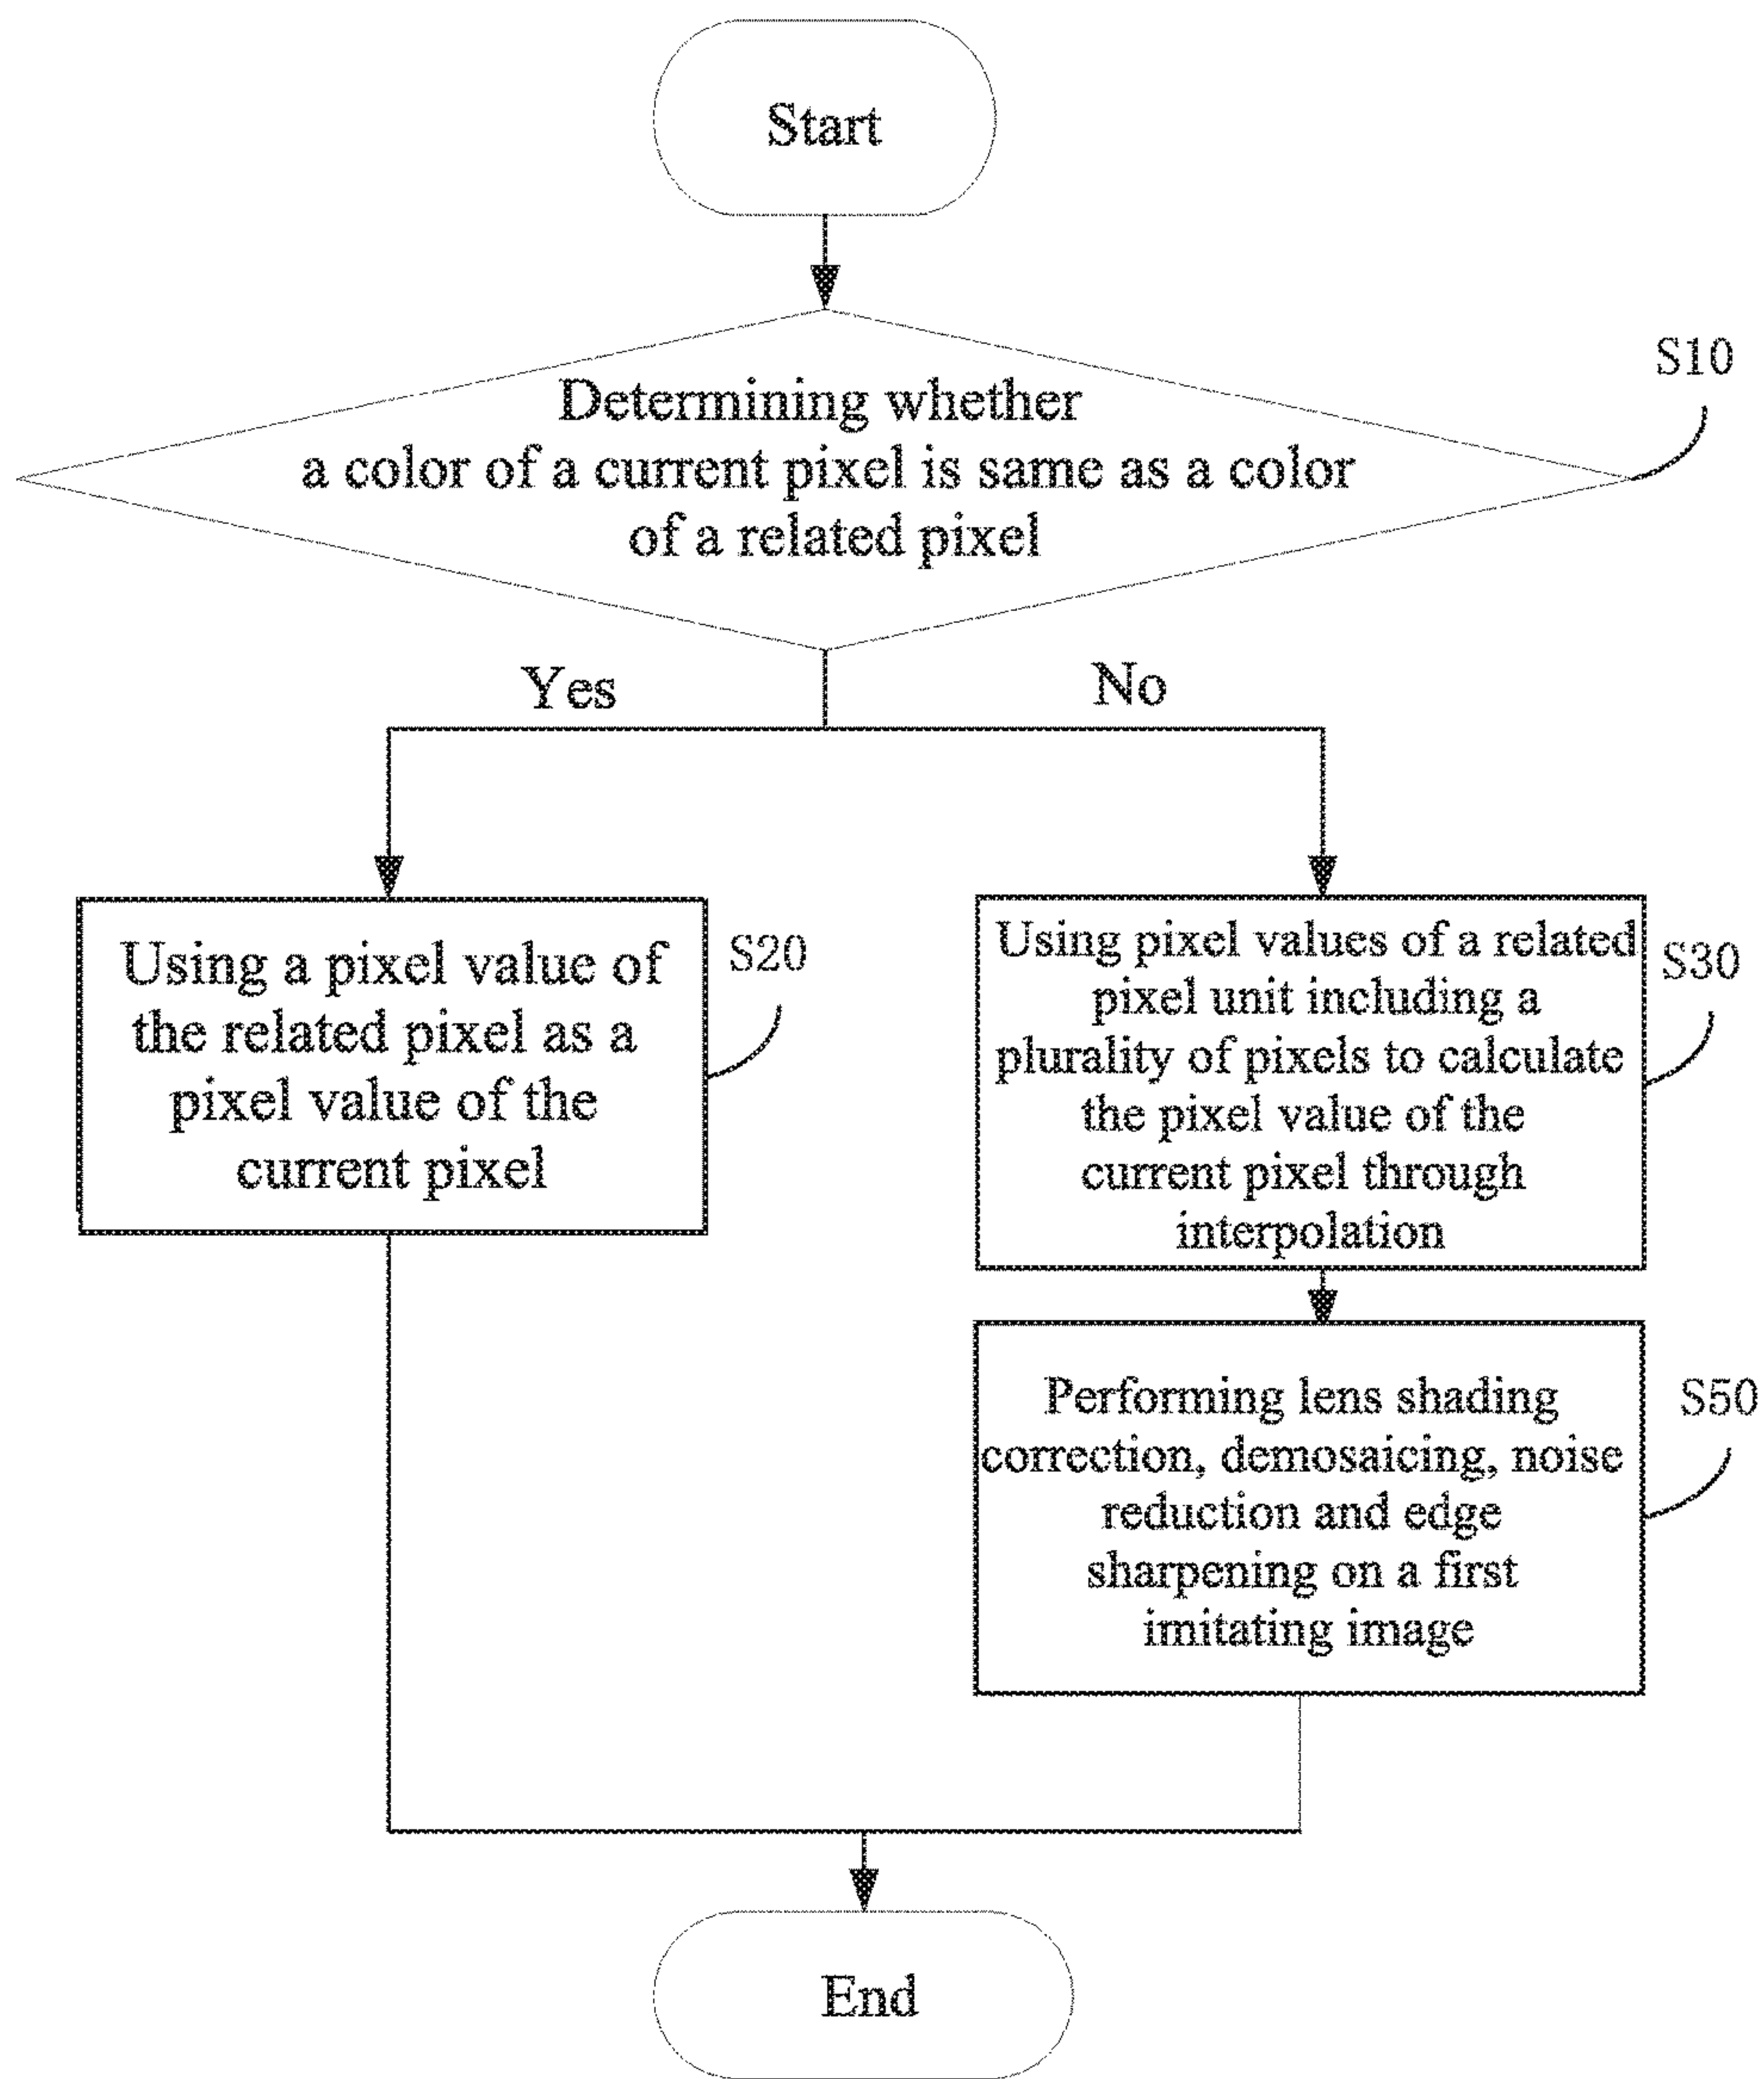 Start
S10
Determining whether
a color of a current pixel is same as a color
of a related pixel
Yes
No
Using a pixel value of
the related pixel as a
pixel value of the
current pixel
S20
Using pixel values of a related
pixel unit including a
plurality of pixels to calculate
the pixel value of the
current pixel through
interpolation
S30
Performing lens shading
correction, demosaicing, noise
reduction and edge
sharpening on a first
imitating image
S50
End